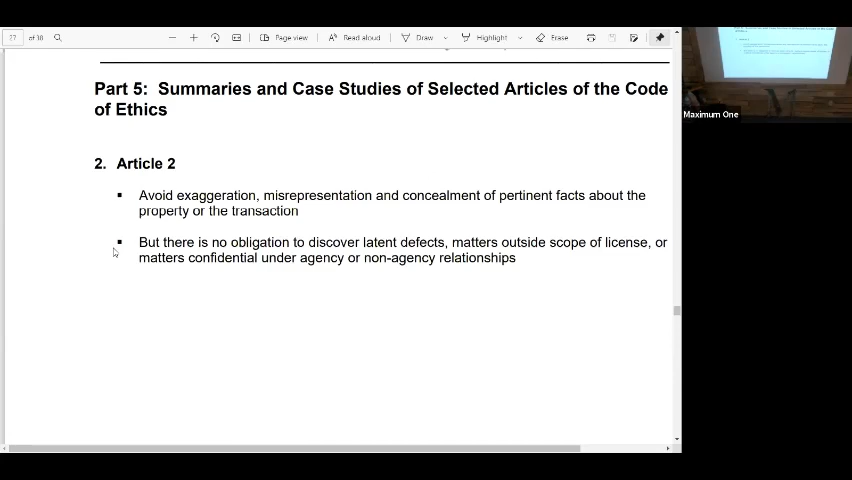 27 of 38 Page view Read aloud Draw Highlight Erase
Part 5: Summaries and Case Studies of Selected Articles of the Code
of Ethics
2. Article 2
▪ Avoid exaggeration, misrepresentation and concealment of pertinent facts about the
property or the transaction
▪ But there is no obligation to discover latent defects, matters outside scope of license, or
matters confidential under agency or non-agency relationships
Maximum One